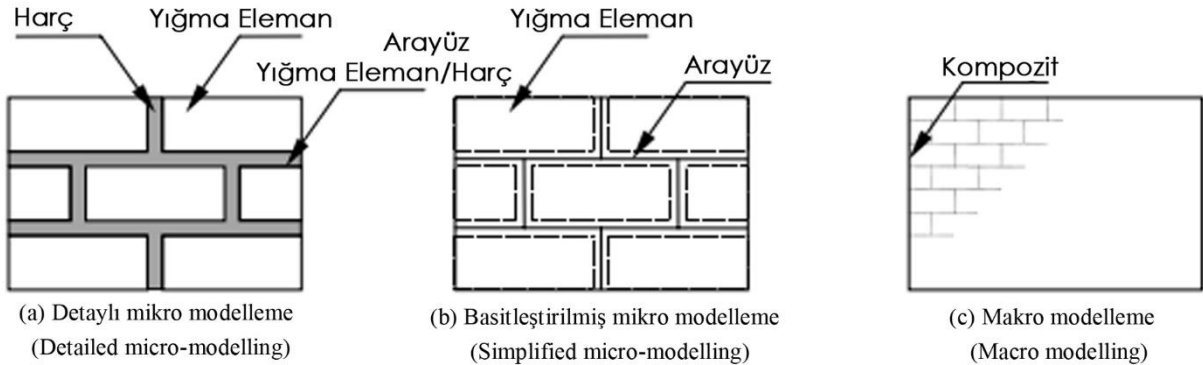 Harç
Yığma Eleman
Arayüz
Yığma Eleman/Harç
(a) Detaylı mikro modelleme
(Detailed micro-modelling)
Yığma Eleman
Arayüz
(b) Basitleştirilmiş mikro modelleme
(Simplified micro-modelling)
Kompozit
(c) Makro modelleme
(Macro modelling)